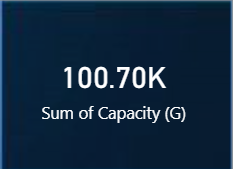 100.70K
Sum of Capacity (G)